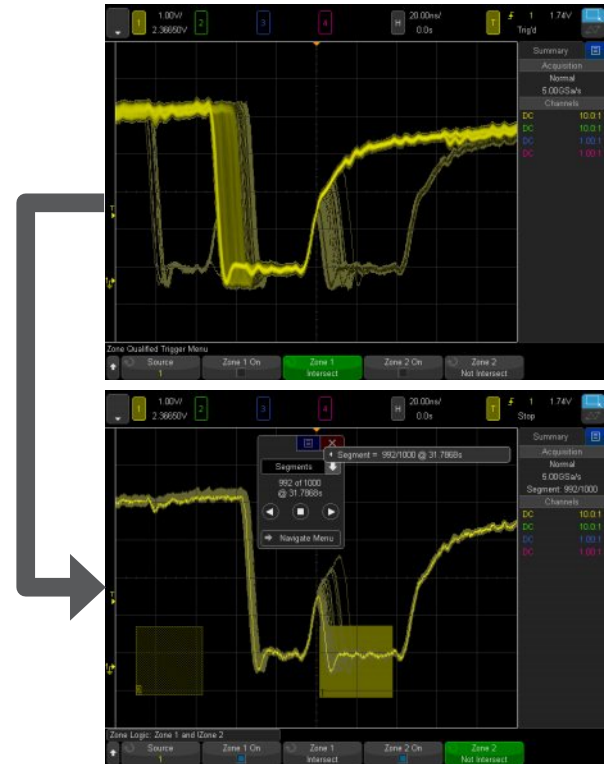 1 1.00V/ 2.36650V 2 3 4 H 20.00ns/ 0.0s T 1 1.74V
Trig'd
Summary
Acquisition
Normal
5.00GSa/s
Channels
DC 10.0:1
DC 10.0:1
DC 1.00:1
DC 1.00:1
T
Zone Qualified Trigger Menu
Source 1
Zone 1 On
Zone 1 Intersect
Zone 2 On
Zone 2 Not Intersect
1 1.00V/ 2.36650V 2 3 4 H 20.00ns/ 0.0s T 1 1.74V
Stop
Segment = 992/1000 @ 31.7868s
Segments
992 of 1000
@ 31.7868s
Navigate Menu
Summary
Acquisition
Normal
5.00GSa/s
Segment: 992/1000
Channels
DC 10.0:1
DC 10.0:1
DC 1.00:1
DC 1.00:1
T
Zone Logic: Zone 1 and !Zone 2
Source 1
Zone 1 On
Zone 1 Intersect
Zone 2 On
Zone 2 Not Intersect